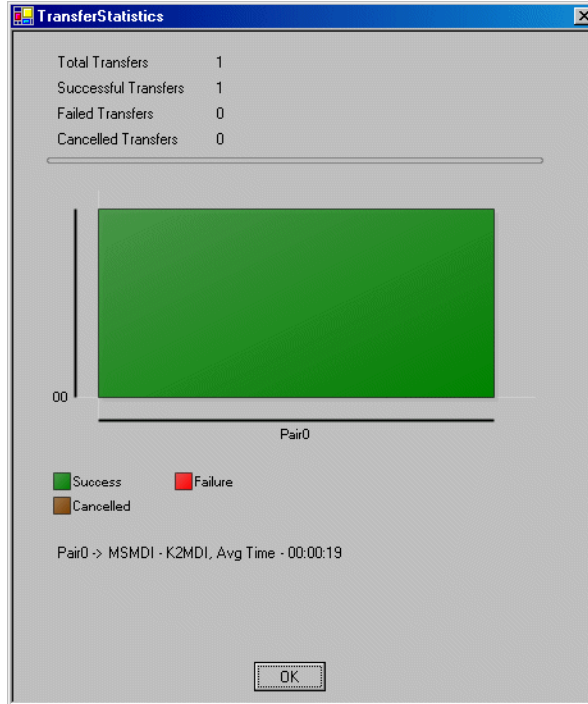 TransferStatistics
Total Transfers 1
Successful Transfers 1
Failed Transfers 0
Cancelled Transfers 0
00
Pair0
Success Failure
Cancelled
Pair0 -> MSMDI - K2MDI, Avg Time - 00:00:19
OK